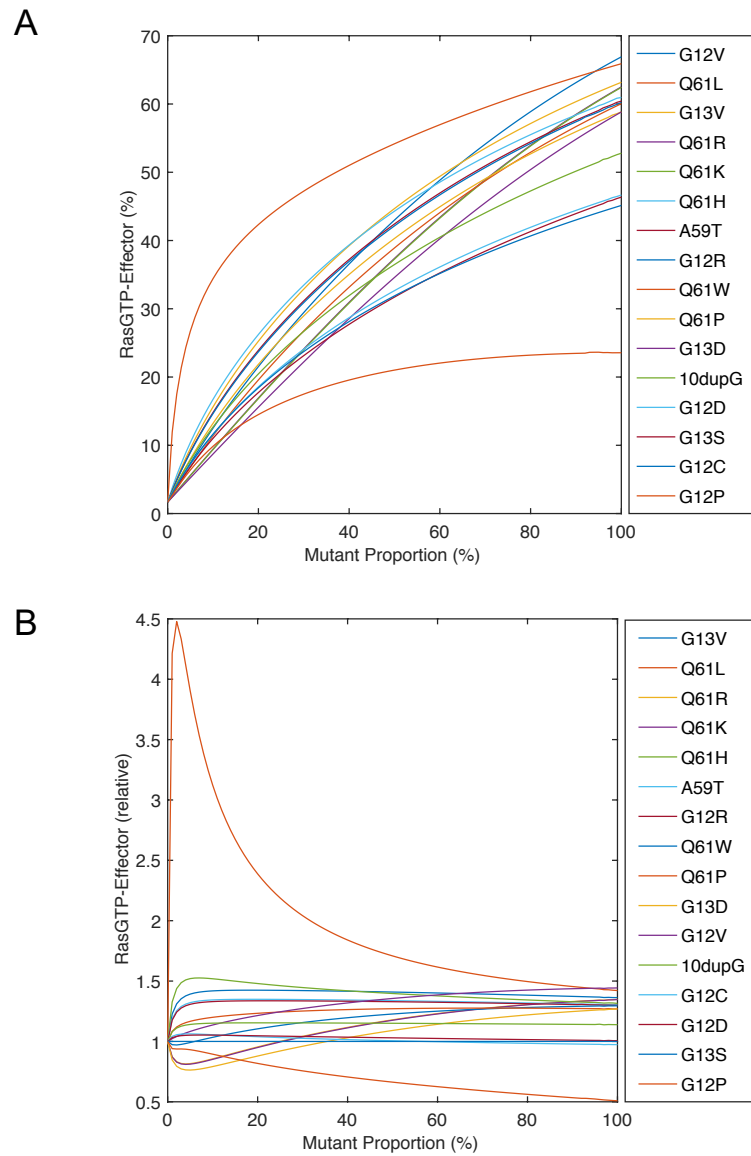 A
RasGTP-Effector (%)
70
60
50
40
30
20
10
0
0 20 40 60 80 100
Mutant Proportion (%)
G12V
Q61L
G13V
Q61R
Q61K
Q61H
A59T
G12R
Q61W
Q61P
G13D
10dupG
G12D
G13S
G12C
G12P
B
RasGTP-Effector (relative)
4.5
4
3.5
3
2.5
2
1.5
1
0.5
0 20 40 60 80 100
Mutant Proportion (%)
G13V
Q61L
Q61R
Q61K
Q61H
A59T
G12R
Q61W
Q61P
G13D
G12V
10dupG
G12C
G12D
G13S
G12P